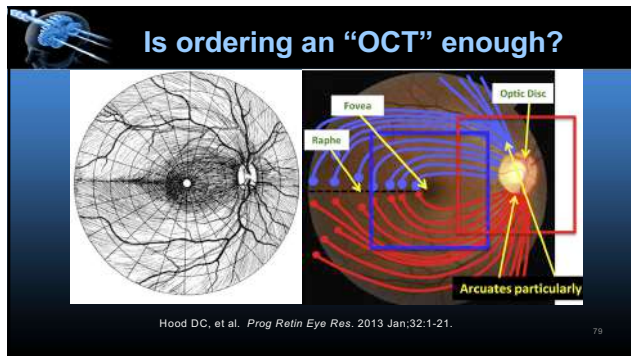 Is ordering an “OCT” enough?
Optic Disc
Fovea
Raphe
Arcuates particularly
Hood DC, et al. Prog Retin Eye Res. 2013 Jan;32:1-21.
79